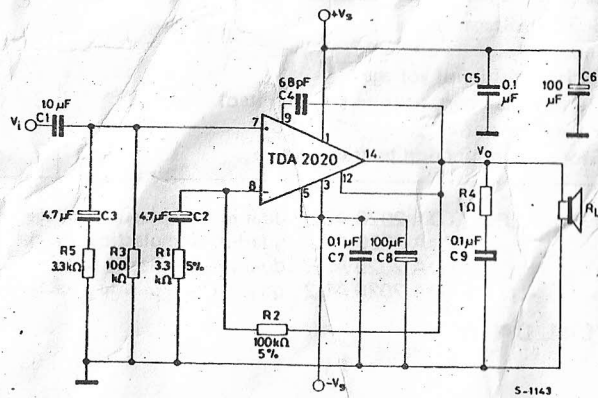 +Vs
68pF
C4
10 µF
C1
Vi
7
9
1
TDA 2020
14
8
5
3
12
C5
0.1
µF
100
µF
C6
Vo
R4
1Ω
RL
4.7µF
C3
4.7µF
C2
0.1µF
C7
100µF
C8
0.1µF
C9
R5
3.3kΩ
R3
100
kΩ
R1
3.3
kΩ
5%
R2
100kΩ
5%
-Vs
S-1143